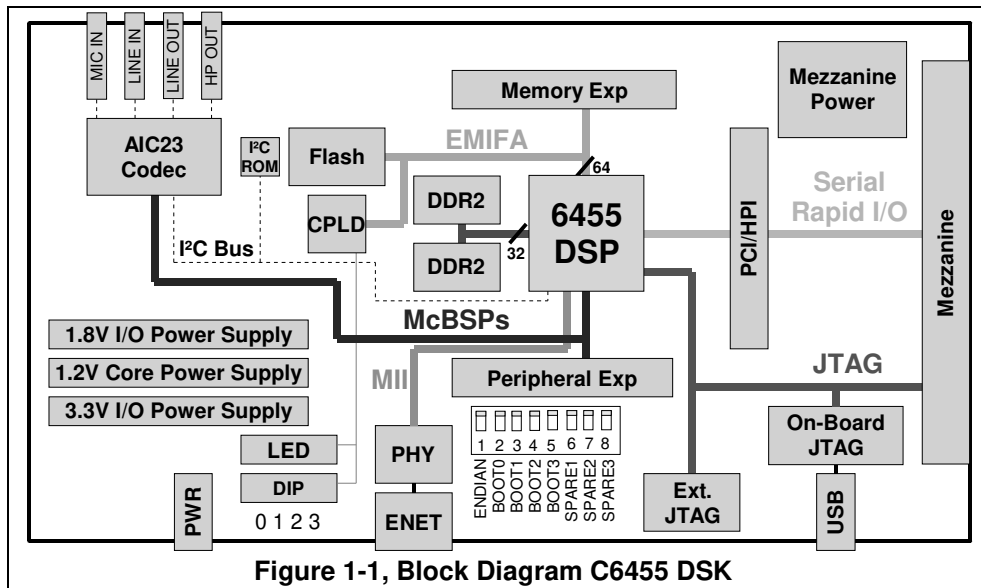 MIC IN
LINE IN
LINE OUT
HP OUT
AIC23
Codec
I²C
ROM
Flash
CPLD
Memory Exp
EMIFA
64
DDR2
DDR2
32
6455
DSP
Mezzanine
Power
PCI/HPI
Serial
Rapid I/O
Mezzanine
I²C Bus
McBSPs
MII
1.8V I/O Power Supply
1.2V Core Power Supply
3.3V I/O Power Supply
LED
DIP
0 1 2 3
PWR
PHY
ENET
Peripheral Exp
1 2 3 4 5 6 7 8
ENDIAN
BOOT0
BOOT1
BOOT2
BOOT3
SPARE1
SPARE2
SPARE3
JTAG
On-Board
JTAG
Ext.
JTAG
USB
Figure 1-1, Block Diagram C6455 DSK